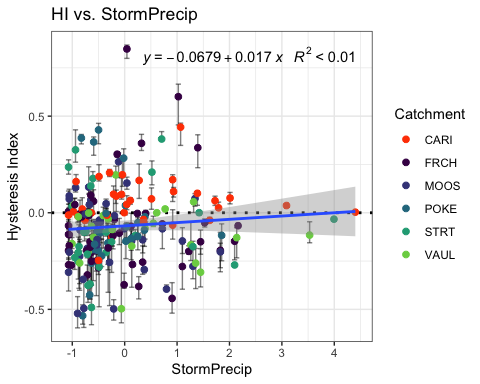 HI vs. StormPrecip
y = −0.0679 + 0.017 x R² < 0.01
Hysteresis Index
0.5
0.0
-0.5
-1 0 1 2 3 4
StormPrecip
Catchment
CARI
FRCH
MOOS
POKE
STRT
VAUL